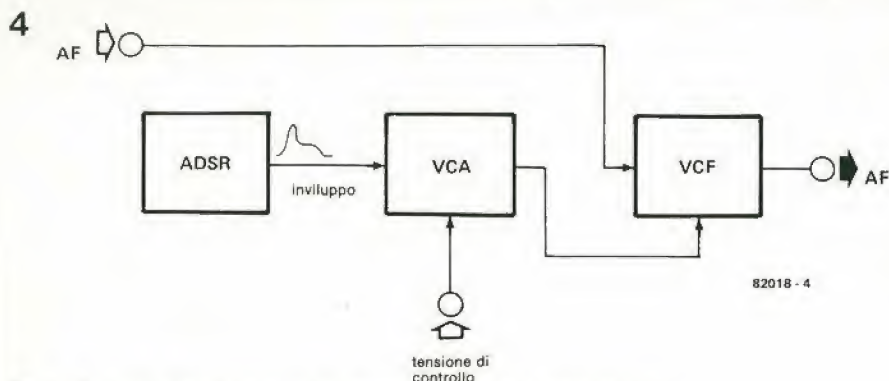 4
AF
ADSR
inviluppo
VCA
VCF
AF
82018 - 4
tensione di
controllo